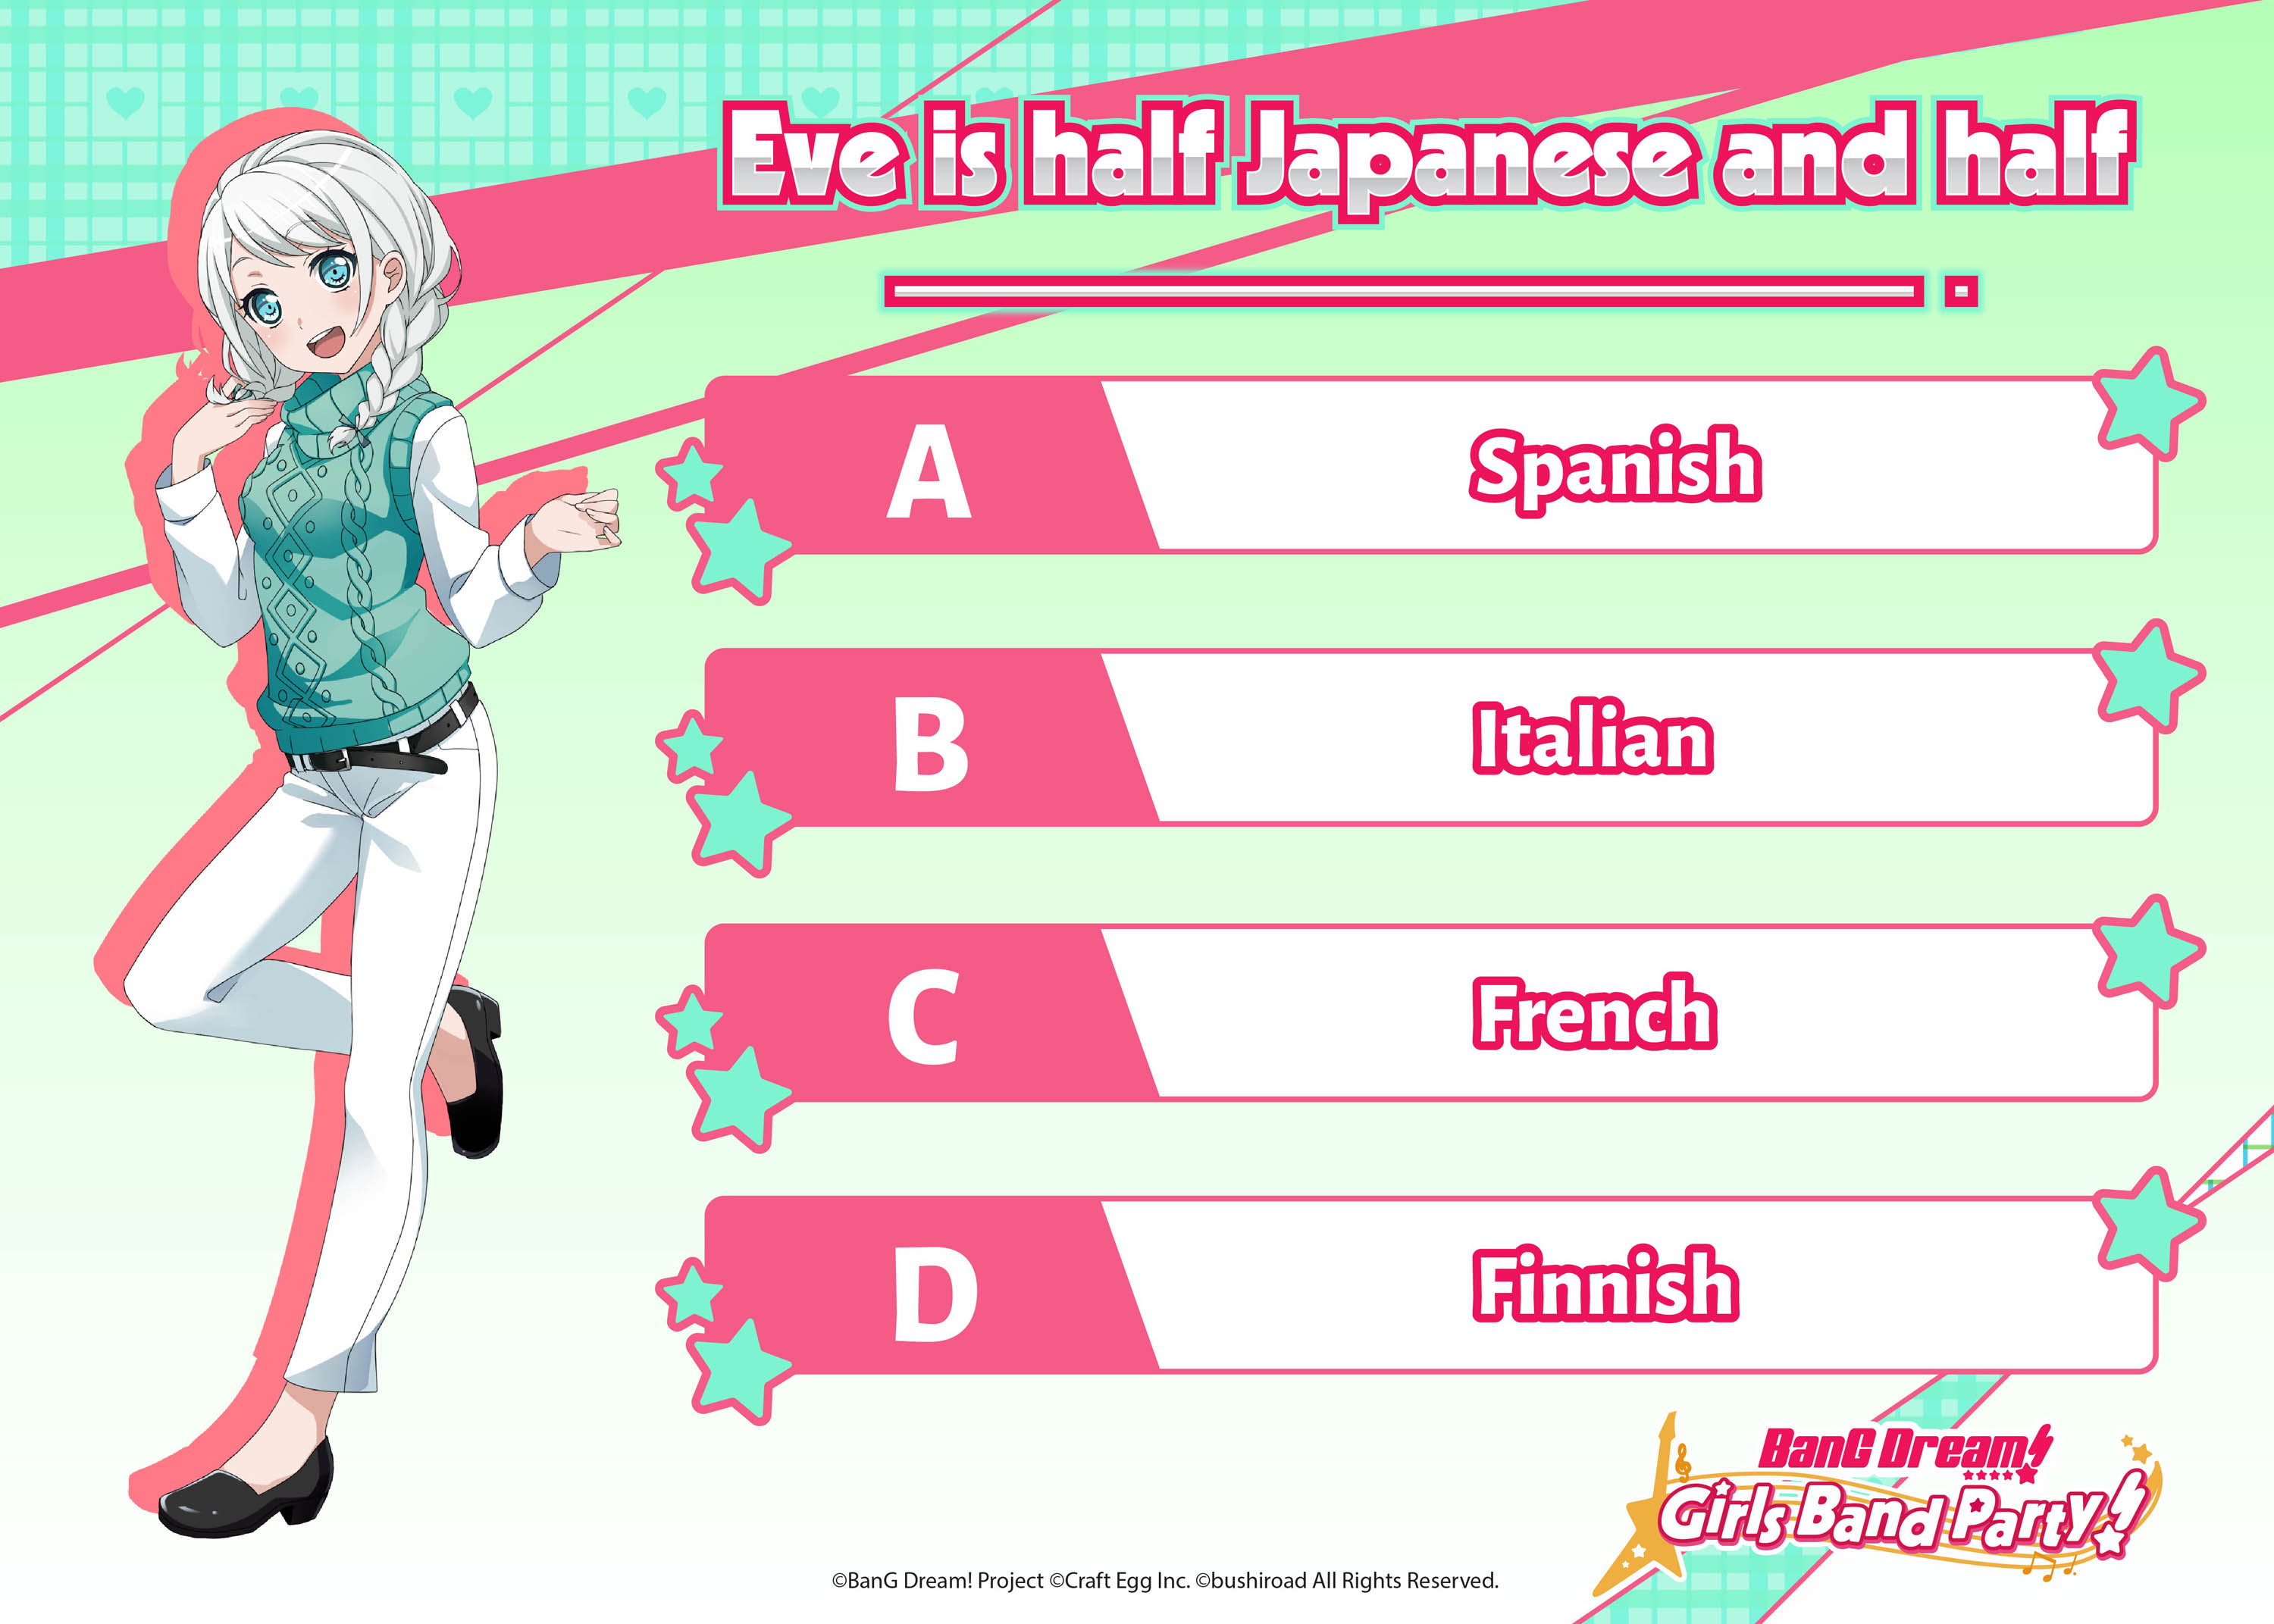 Eve is half Japanese and half
A Spanish
B Italian
C French
D Finnish
BanG Dream!
Girls Band Party!
©BanG Dream! Project ©Craft Egg Inc. ©bushiroad All Rights Reserved.